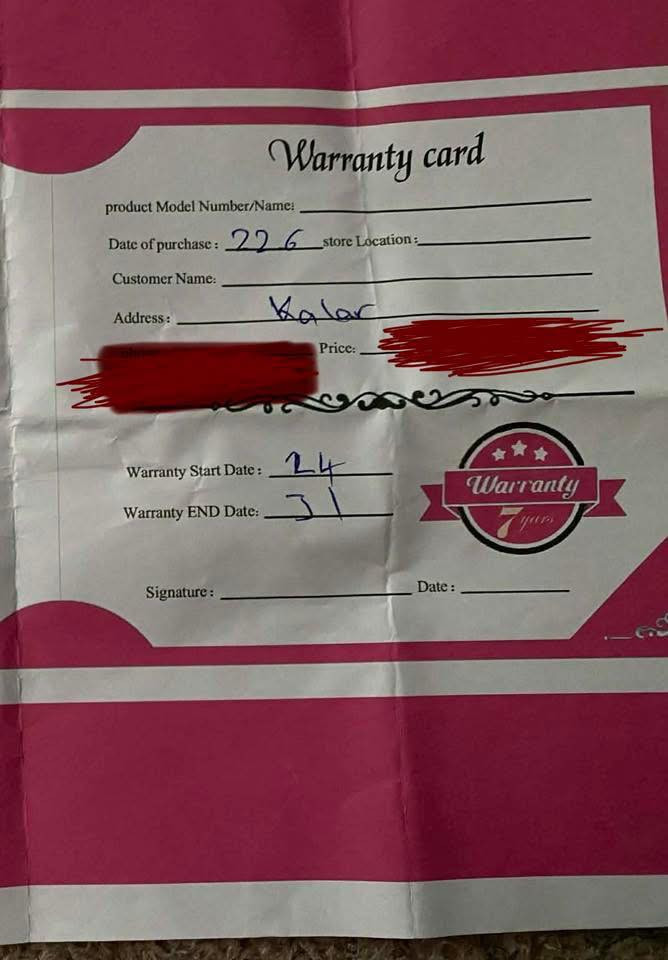 Warranty card
product Model Number/Name:
Date of purchase: 22 6 store Location:
Customer Name:
Address: Kalar
Price:
Warranty Start Date: 24
Warranty END Date: 31
Warranty
7 years
Signature: Date: